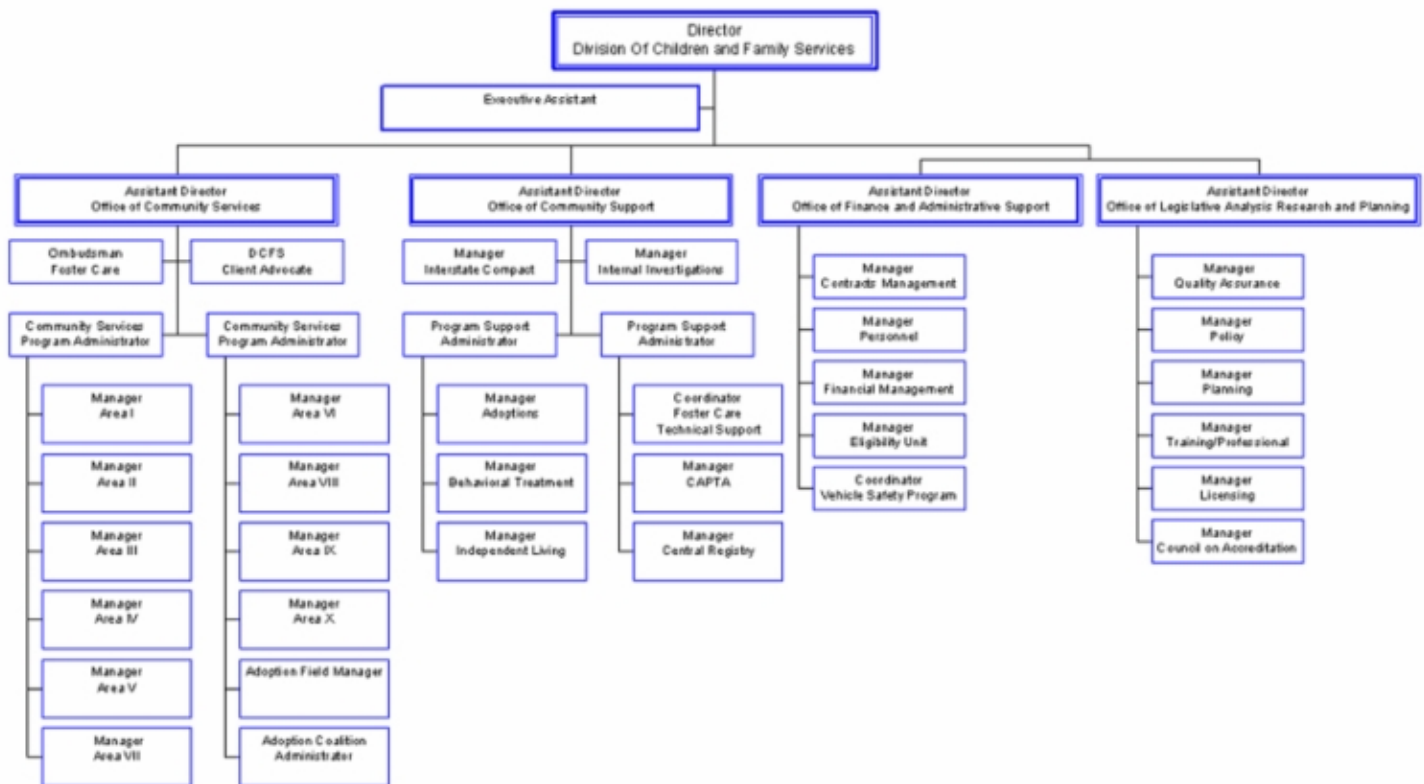 Director
Division Of Children and Family Services
Executive Assistant
Assistant Director
Office of Community Services
Assistant Director
Office of Community Support
Assistant Director
Office of Finance and Administrative Support
Assistant Director
Office of Legislative Analysis Research and Planning
Ombudsman
Foster Care
DCFS
Client Advocate
Manager
Interstate Compact
Manager
Internal Investigations
Community Services
Program Administrator
Community Services
Program Administrator
Program Support
Administrator
Program Support
Administrator
Manager
Area I
Manager
Area II
Manager
Area III
Manager
Area IV
Manager
Area V
Manager
Area VII
Manager
Area VI
Manager
Area VIII
Manager
Area IX
Manager
Area X
Adoption Field Manager
Adoption Coalition
Administrator
Manager
Adoptions
Manager
Behavioral Treatment
Manager
Independent Living
Coordinator
Foster Care
Technical Support
Manager
CAPTA
Manager
Central Registry
Manager
Contracts Management
Manager
Personnel
Manager
Financial Management
Manager
Eligibility Unit
Coordinator
Vehicle Safety Program
Manager
Quality Assurance
Manager
Policy
Manager
Planning
Manager
Training/Professional
Manager
Licensing
Manager
Council on Accreditation